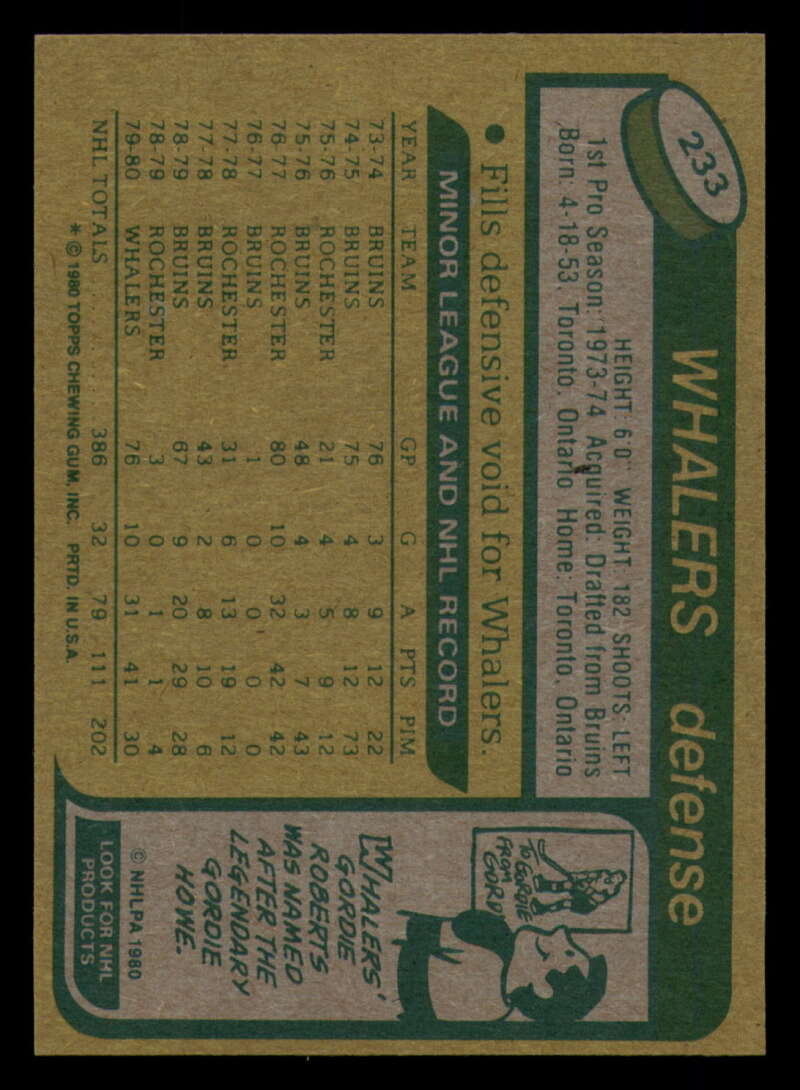 233
WHALERS defense
HEIGHT: 6'0" WEIGHT: 182 SHOOTS: LEFT
1st Pro Season: 1973-74 Acquired: Drafted from Bruins
Born: 4-18-53, Toronto, Ontario Home: Toronto, Ontario
● Fills defensive void for Whalers.
MINOR LEAGUE AND NHL RECORD
YEAR TEAM GP G A PTS PIM
73-74 BRUINS 76 3 9 12 22
74-75 BRUINS 75 4 8 12 73
75-76 ROCHESTER 21 4 5 9 12
75-76 BRUINS 48 4 3 7 43
76-77 ROCHESTER 80 10 32 42 42
76-77 BRUINS 1 0 0 0 0
77-78 ROCHESTER 31 6 13 19 12
77-78 BRUINS 43 2 8 10 6
78-79 BRUINS 67 9 20 29 28
78-79 ROCHESTER 3 0 1 1 4
79-80 WHALERS 76 10 31 41 30
NHL TOTALS 386 32 79 111 202
* © 1980 TOPPS CHEWING GUM, INC. PRTD. IN U.S.A.
TO GORDIE
FROM
GORD
WHALERS'
GORDIE
ROBERTS
WAS NAMED
AFTER THE
LEGENDARY
GORDIE
HOWE.
© NHLPA 1980
LOOK FOR NHL
PRODUCTS